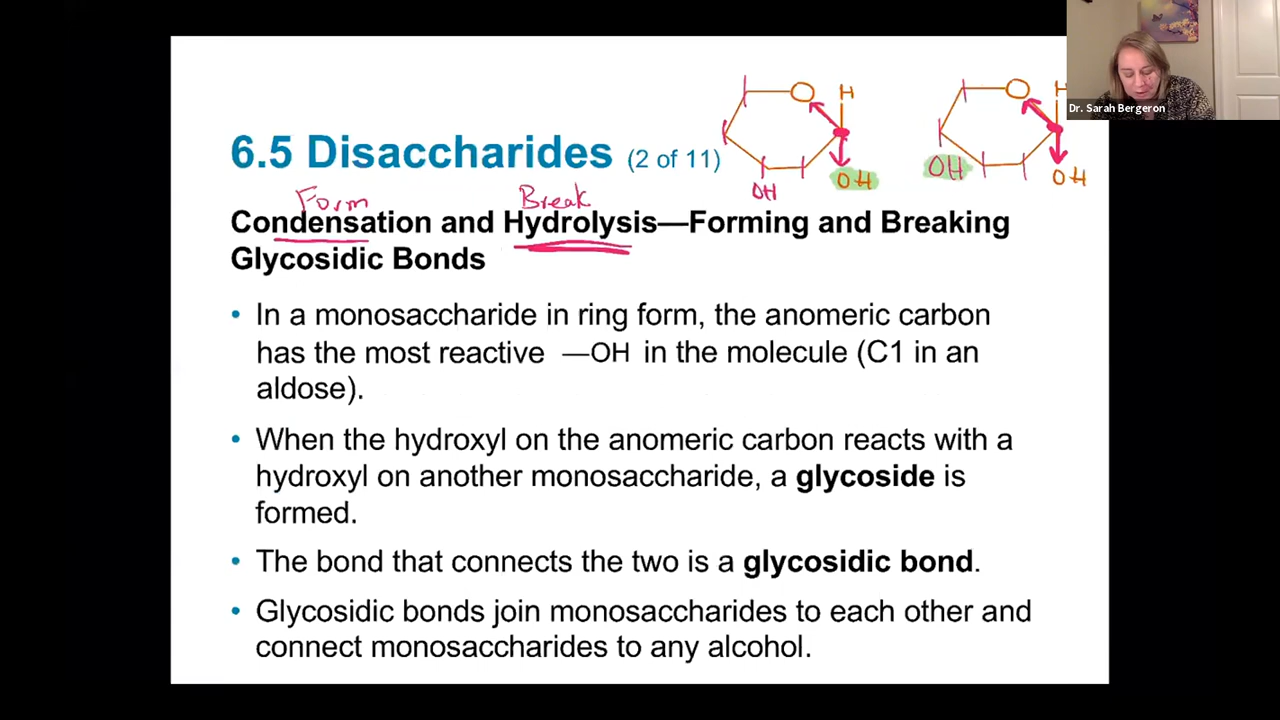 O H O H
Dr. Sarah Bergeron
6.5 Disaccharides (2 of 11)
OH OH OH OH
Form Break
Condensation and Hydrolysis—Forming and Breaking
Glycosidic Bonds
• In a monosaccharide in ring form, the anomeric carbon
has the most reactive —OH in the molecule (C1 in an
aldose).
• When the hydroxyl on the anomeric carbon reacts with a
hydroxyl on another monosaccharide, a glycoside is
formed.
• The bond that connects the two is a glycosidic bond.
• Glycosidic bonds join monosaccharides to each other and
connect monosaccharides to any alcohol.